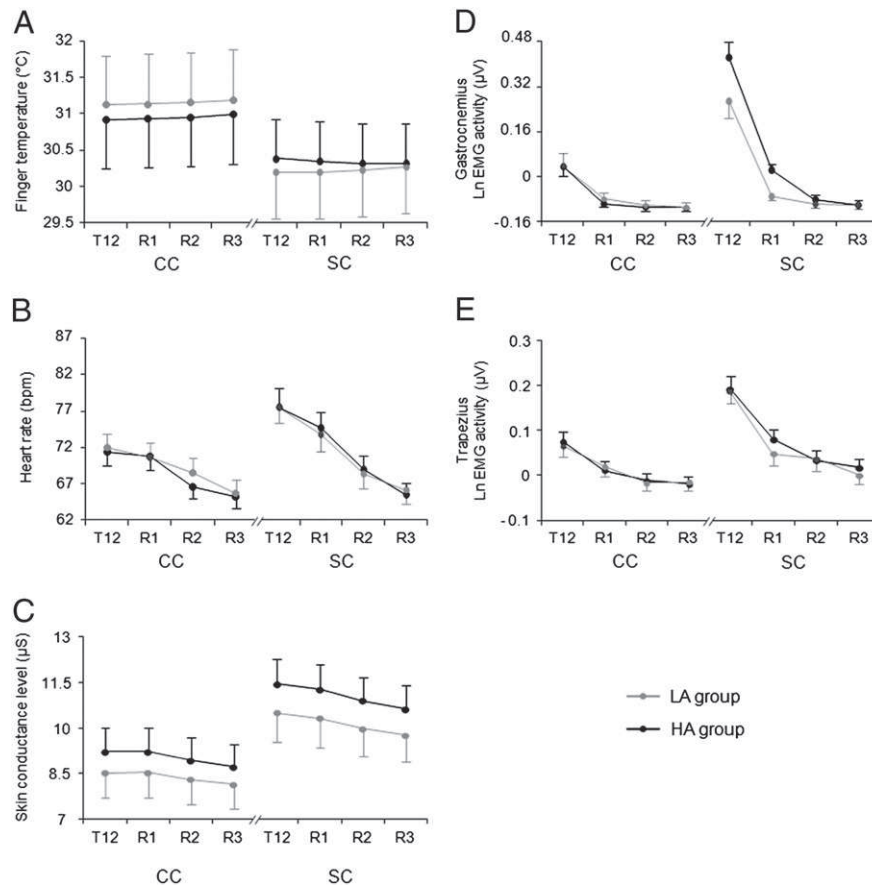 A
Finger temperature (°C)
32
31.5
31
30.5
30
29.5
T12 R1 R2 R3 T12 R1 R2 R3
CC SC
B
Heart rate (bpm)
87
82
77
72
67
62
T12 R1 R2 R3 T12 R1 R2 R3
CC SC
C
Skin conductance level (µS)
13
11.5
10
8.5
7
T12 R1 R2 R3 T12 R1 R2 R3
CC SC
D
Gastrocnemius
Ln EMG activity (µV)
0.48
0.32
0.16
0
-0.16
T12 R1 R2 R3 T12 R1 R2 R3
CC SC
E
Trapezius
Ln EMG activity (µV)
0.3
0.2
0.1
0
-0.1
T12 R1 R2 R3 T12 R1 R2 R3
CC SC
LA group
HA group